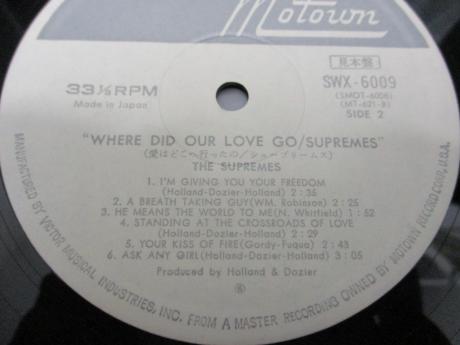 Motown
見本盤
33⅓RPM
Made in Japan
SWX-6009
(SMOT-6006)
(MT-621-B)
SIDE 2
"WHERE DID OUR LOVE GO/SUPREMES"
(愛はどこへ行ったの/シュープリームス)
THE SUPREMES
1. I'M GIVING YOU YOUR FREEDOM
(Holland-Dozier-Holland) 2:35
2. A BREATH TAKING GUY(WM. Robinson) 2:25
3. HE MEANS THE WORLD TO ME(N. Whitfield) 1:52
4. STANDING AT THE CROSSROADS OF LOVE
(Holland-Dozier-Holland) 2:29
5. YOUR KISS OF FIRE(Gordy-Fuqua) 2:43
6. ASK ANY GIRL(Holland-Dozier-Holland) 3:05
Produced by Holland & Dozier
MANUFACTURED BY VICTOR MUSICAL INDUSTRIES, INC. FROM A MASTER RECORDING OWNED BY MOTOWN RECORD CORP., U.S.A.